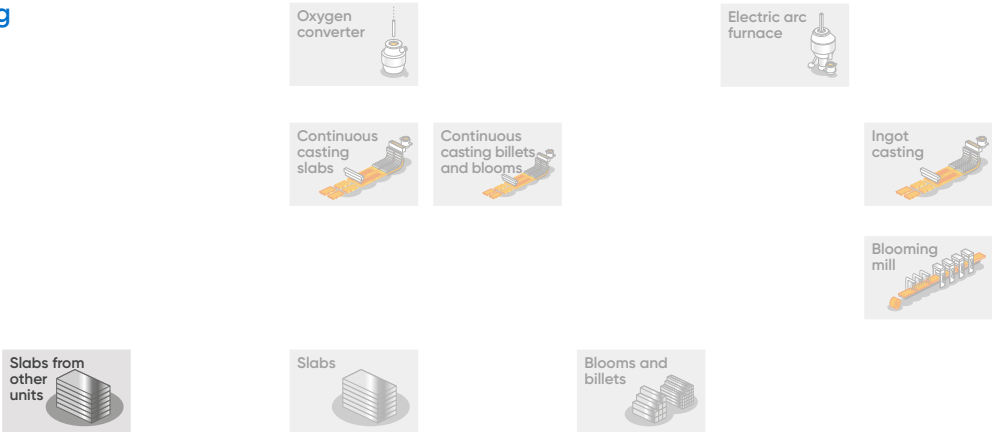 g
Oxygen
converter
Electric arc
furnace
Continuous
casting
slabs
Continuous
casting billets
and blooms
Ingot
casting
Blooming
mill
Slabs from
other
units
Slabs
Blooms and
billets